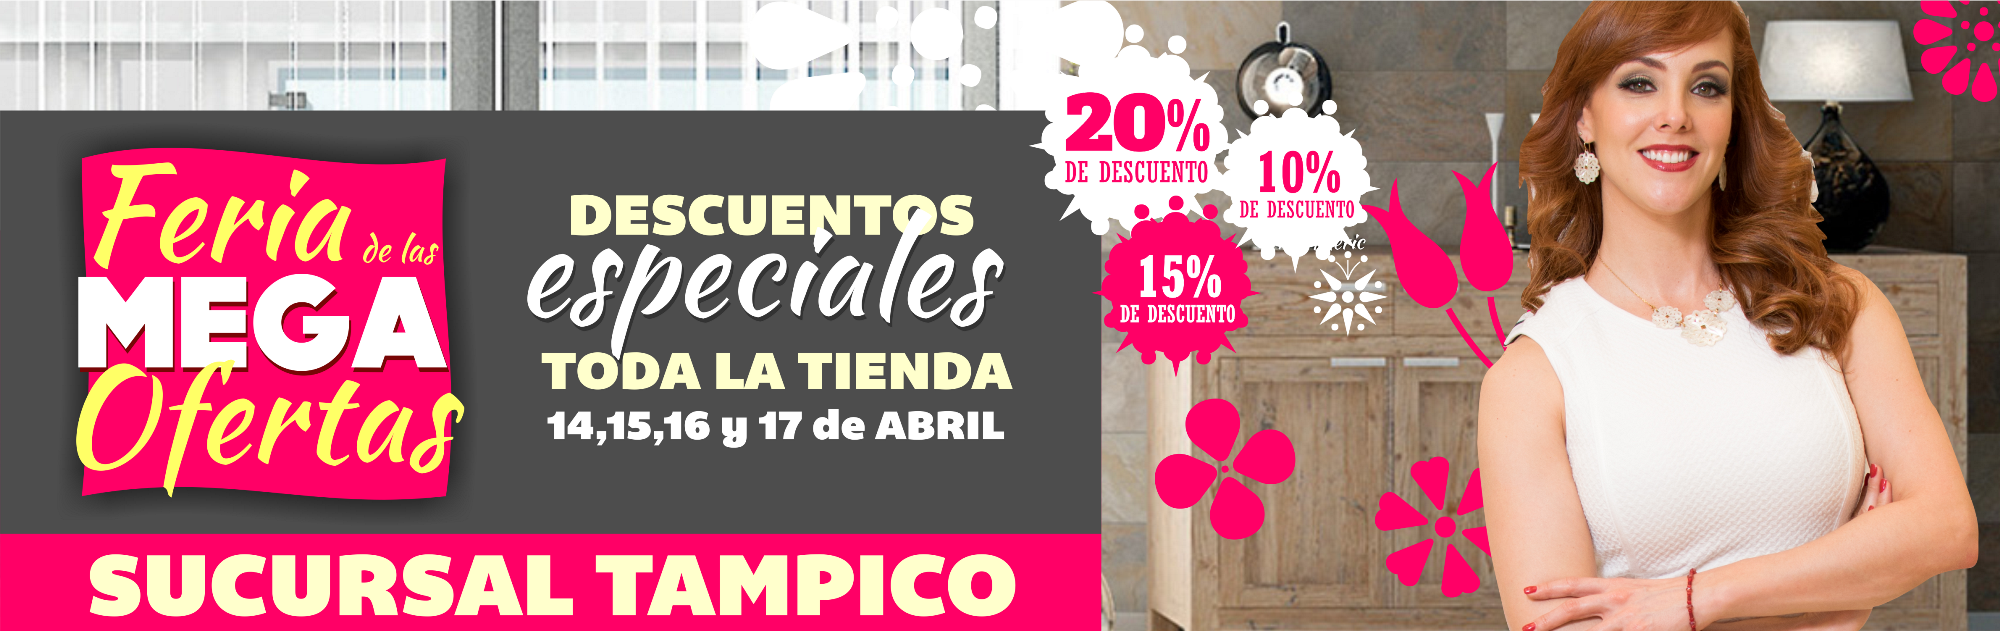 Feria
de las
MEGA
Ofertas
DESCUENTOS
especiales
TODA LA TIENDA
14,15,16 y 17 de ABRIL
SUCURSAL TAMPICO
20%
DE DESCUENTO
10%
DE DESCUENTO
15%
DE DESCUENTO